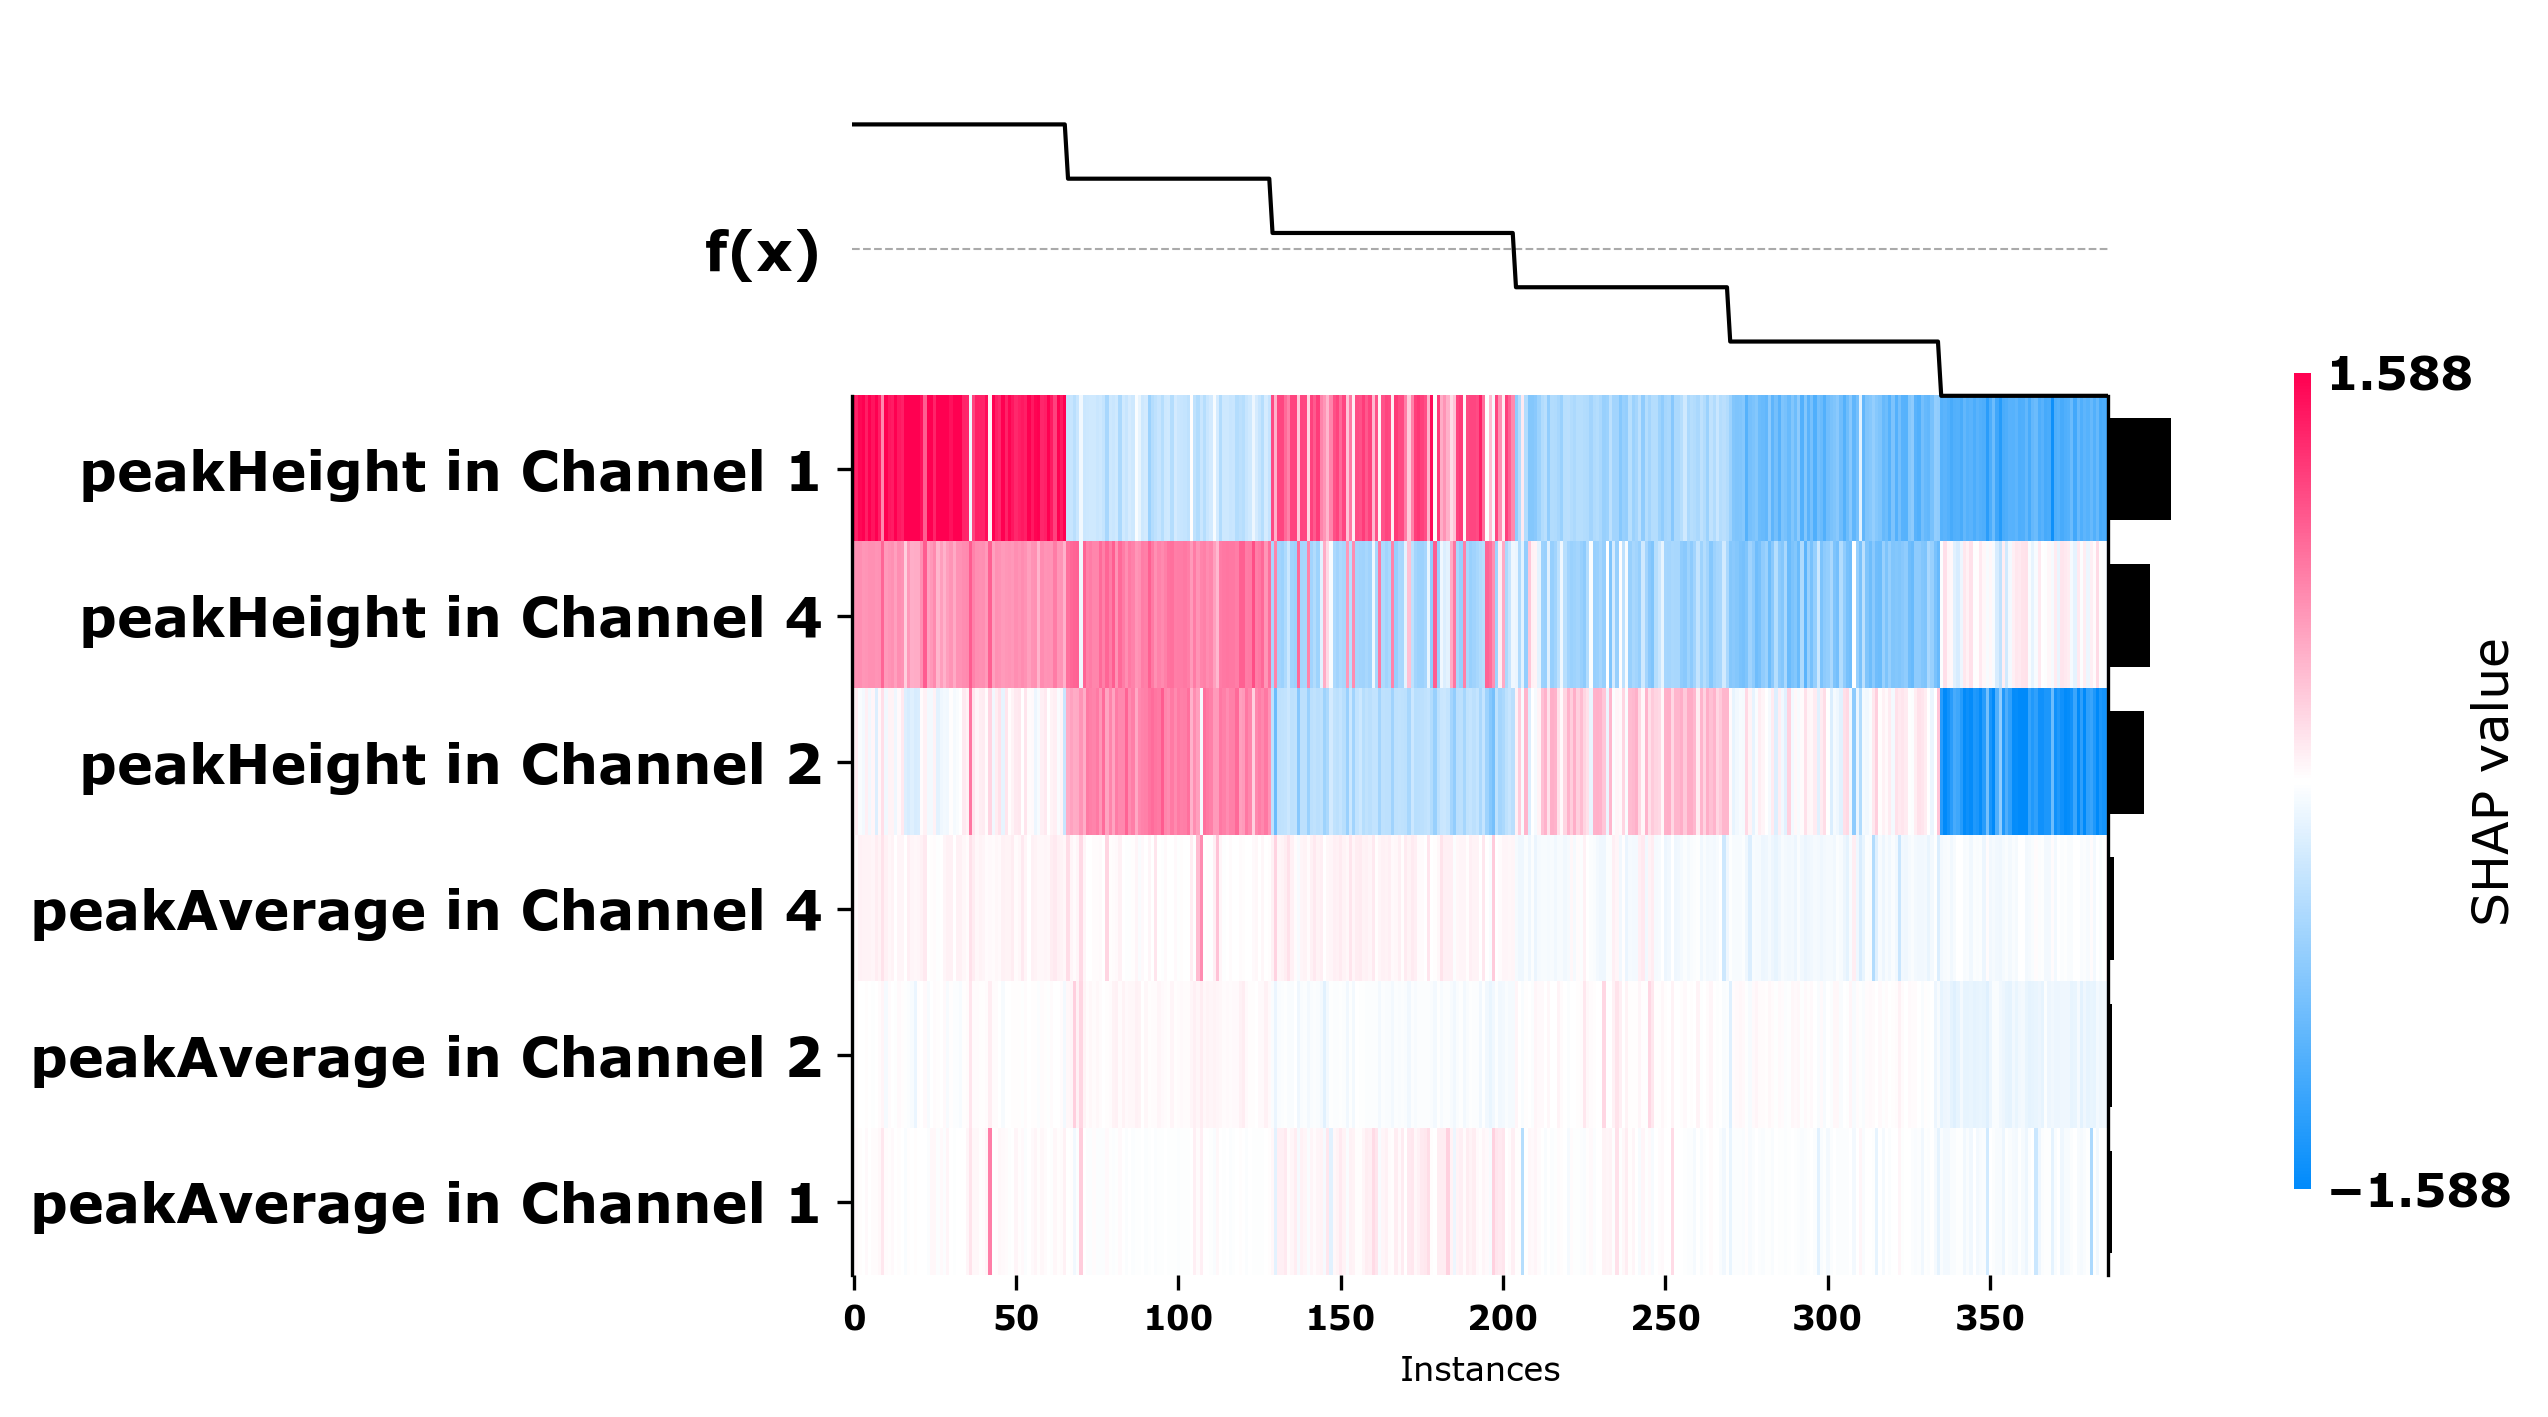 f(x)
peakHeight in Channel 1
peakHeight in Channel 4
peakHeight in Channel 2
peakAverage in Channel 4
peakAverage in Channel 2
peakAverage in Channel 1
0 50 100 150 200 250 300 350
Instances
1.588
SHAP value
−1.588